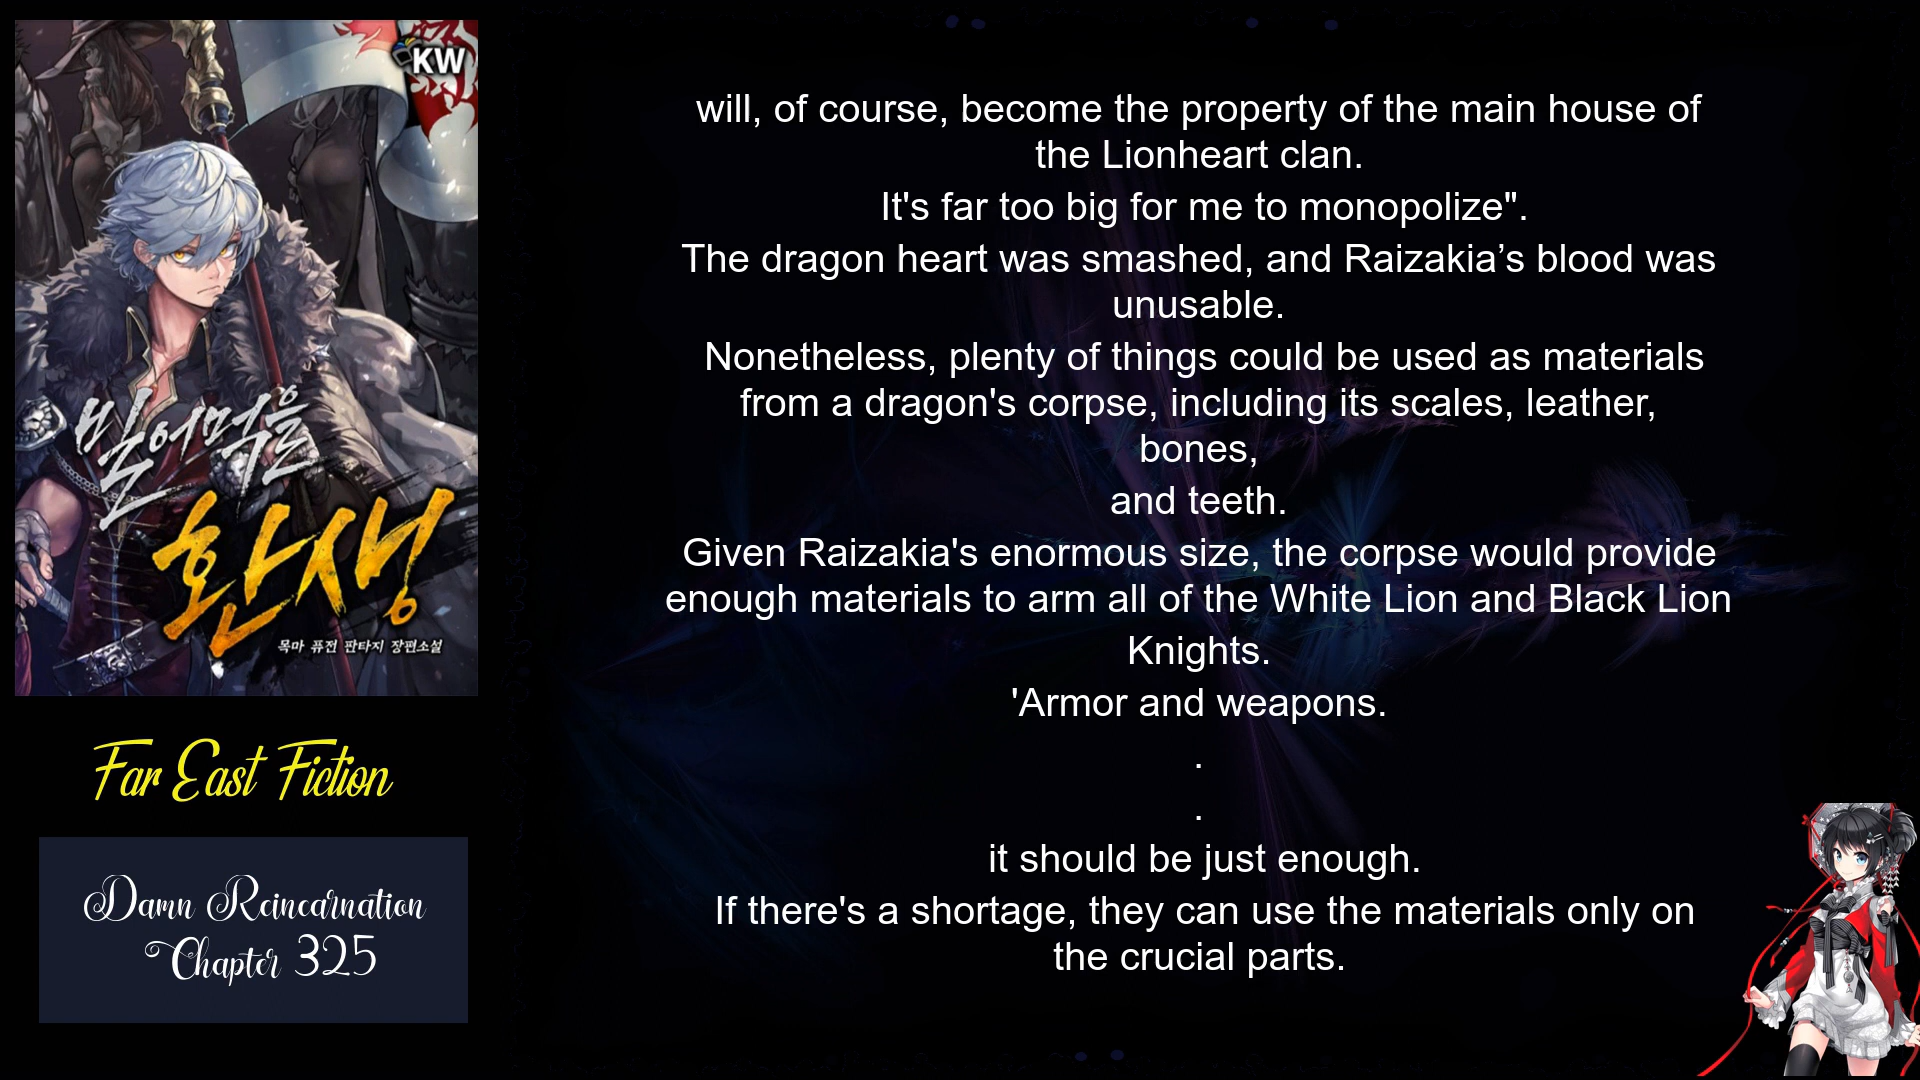 KW
빌어먹을
환생
목마 퓨전 판타지 장편소설
Far East Fiction
Damn Reincarnation
Chapter 325
will, of course, become the property of the main house of
the Lionheart clan.
It's far too big for me to monopolize".
The dragon heart was smashed, and Raizakia’s blood was
unusable.
Nonetheless, plenty of things could be used as materials
from a dragon's corpse, including its scales, leather,
bones,
and teeth.
Given Raizakia's enormous size, the corpse would provide
enough materials to arm all of the White Lion and Black Lion
Knights.
'Armor and weapons.
.
.
it should be just enough.
If there's a shortage, they can use the materials only on
the crucial parts.